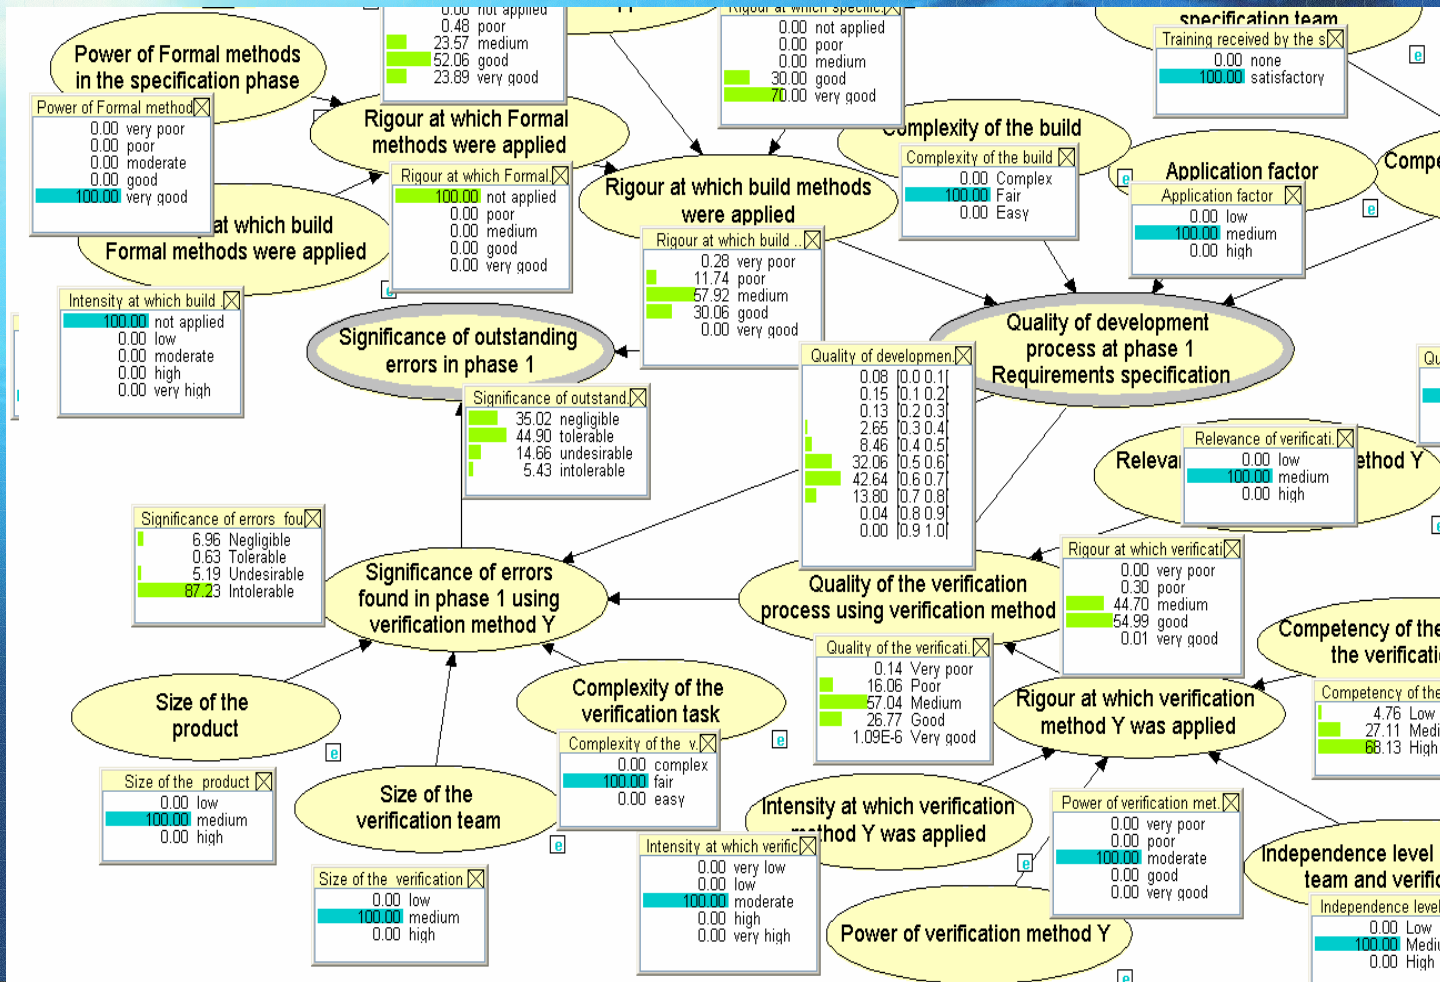 Power of Formal methods
in the specification phase
Power of Formal method
0.00 very poor
0.00 poor
0.00 moderate
0.00 good
100.00 very good
0.00 not applied
0.48 poor
23.57 medium
52.06 good
23.89 very good
Rigour at which Formal
methods were applied
Rigour at which Formal.
100.00 not applied
0.00 poor
0.00 medium
0.00 good
0.00 very good
at which build
Formal methods were applied
Intensity at which build .
100.00 not applied
0.00 low
0.00 moderate
0.00 high
0.00 very high
Rigour at which specific.
0.00 not applied
0.00 poor
0.00 medium
30.00 good
70.00 very good
Rigour at which build methods
were applied
Rigour at which build ..
0.28 very poor
11.74 poor
57.92 medium
30.06 good
0.00 very good
Complexity of the build
Complexity of the build
0.00 Complex
100.00 Fair
0.00 Easy
specification team
Training received by the s
0.00 none
100.00 satisfactory
e
Application factor
Application factor
0.00 low
100.00 medium
0.00 high
e
e
Compe
Significance of outstanding
errors in phase 1
Significance of outstand.
35.02 negligible
44.90 tolerable
14.66 undesirable
5.43 intolerable
Quality of development
process at phase 1
Requirements specification
Quality of developmen.
0.08 [0.0 0.1[
0.15 [0.1 0.2[
0.13 [0.2 0.3[
2.65 [0.3 0.4[
8.46 [0.4 0.5[
32.06 [0.5 0.6[
42.64 [0.6 0.7[
13.80 [0.7 0.8[
0.04 [0.8 0.9[
0.00 [0.9 1.0[
Qu
Releva
ethod Y
Relevance of verificati.
0.00 low
100.00 medium
0.00 high
Significance of errors fou
6.96 Negligible
0.63 Tolerable
5.19 Undesirable
87.23 Intolerable
Significance of errors
found in phase 1 using
verification method Y
Quality of the verification
process using verification method
Quality of the verificati.
0.14 Very poor
16.06 Poor
57.04 Medium
26.77 Good
1.09E-6 Very good
Rigour at which verificati
0.00 very poor
0.30 poor
44.70 medium
54.99 good
0.01 very good
Competency of the
the verificati
Competency of the
4.76 Low
27.11 Medi
68.13 High
Rigour at which verification
method Y was applied
Size of the
product
e
Size of the product
0.00 low
100.00 medium
0.00 high
Size of the
verification team
e
Size of the verification
0.00 low
100.00 medium
0.00 high
Complexity of the
verification task
e
Complexity of the v.
0.00 complex
100.00 fair
0.00 easy
Intensity at which verification
method Y was applied
e
Intensity at which verific
0.00 very low
0.00 low
100.00 moderate
0.00 high
0.00 very high
Power of verification met.
0.00 very poor
0.00 poor
100.00 moderate
0.00 good
0.00 very good
Power of verification method Y
e
Independence level
team and verific
Independence level
0.00 Low
100.00 Medi
0.00 High